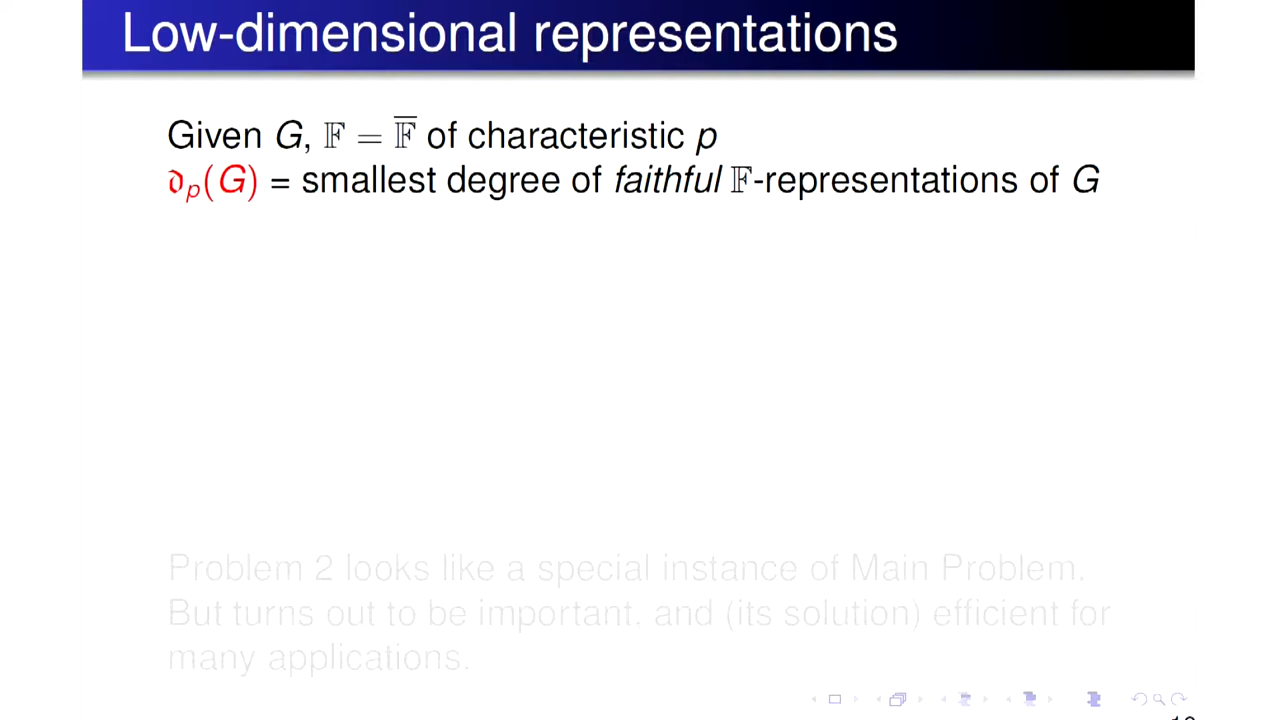 Low-dimensional representations
Given G, 𝔽 = 𝔽̅ of characteristic p
𝔡ₚ(G) = smallest degree of faithful 𝔽-representations of G
Problem 2 looks like a special instance of Main Problem.
But turns out to be important, and (its solution) efficient for
many applications.